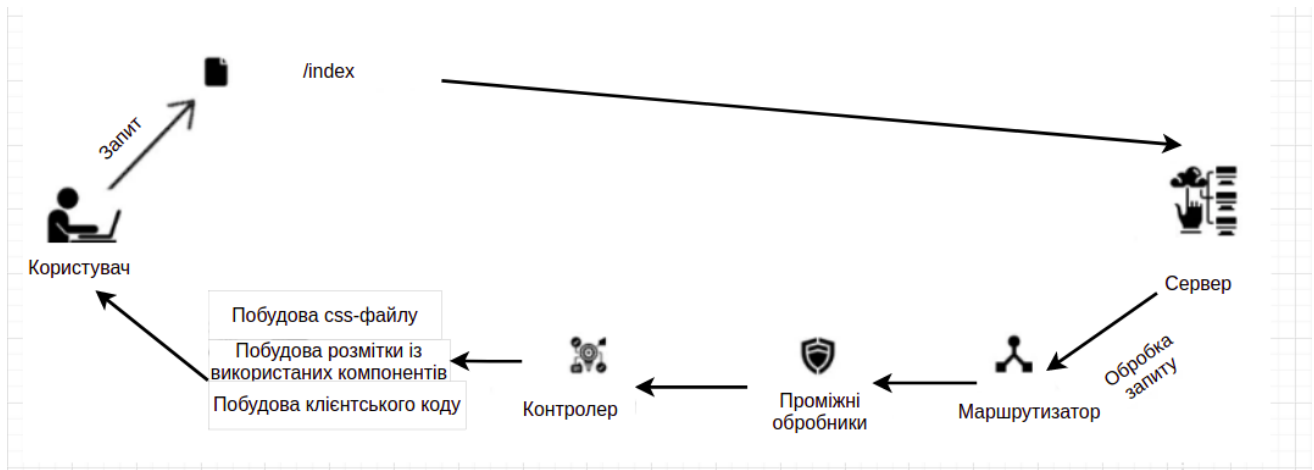 /index
Запит
Користувач
Сервер
Обробка
запиту
Маршрутизатор
Проміжні
обробники
Контролер
Побудова css-файлу
Побудова розмітки із
використаних компонентів
Побудова клієнтського коду